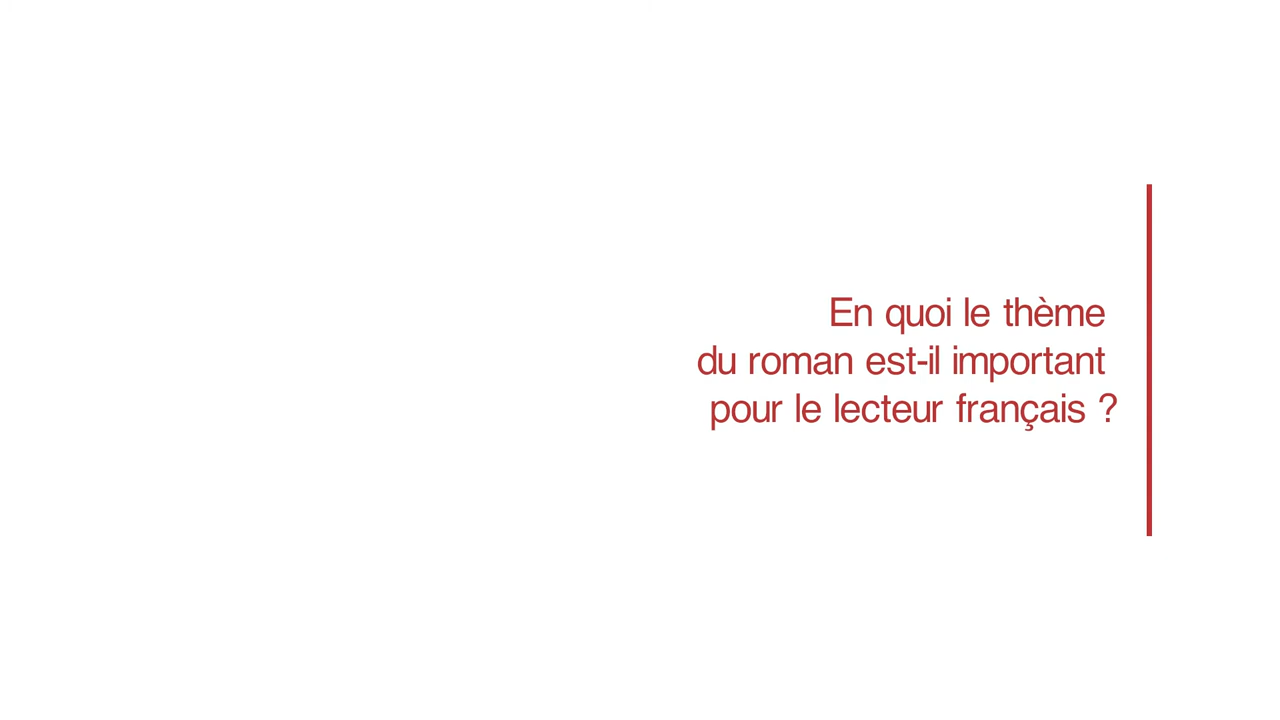 En quoi le thème
du roman est-il important
pour le lecteur français ?